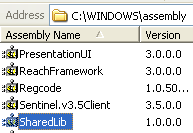 Address C:\WINDOWS\assembly
Assembly Name Version
PresentationUI 3.0.0.0
ReachFramework 3.0.0.0
Regcode 1.0.50...
Sentinel.v3.5Client 3.5.0.0
SharedLib 1.0.0.0